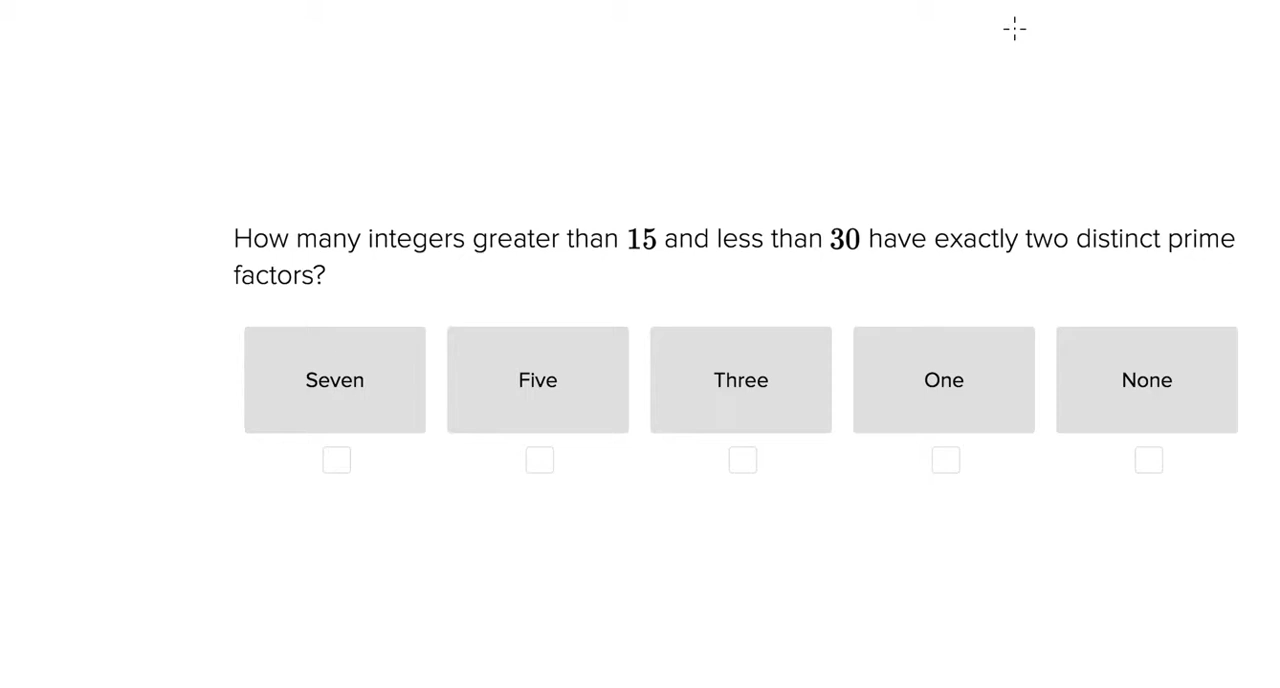 How many integers greater than 15 and less than 30 have exactly two distinct prime
factors?
Seven
Five
Three
One
None